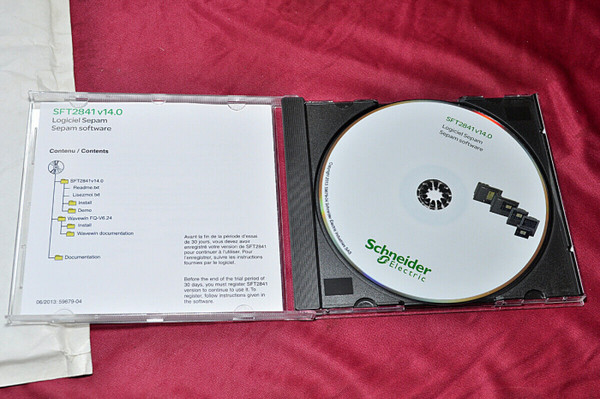 SFT2841 v14.0
Logiciel Sepam
Sepam software
Contenu / Contents
SFT2841v14.0
Readme.txt
Lisezmoi.txt
Install
Demo
Wavewin FQ-V6.24
Install
Wavewin documentation
Documentation
Avant la fin de la période d'essai
de 30 jours, vous devez avoir
enregistré votre version de SFT2841
pour continuer à l'utiliser. Pour
l'enregistrer, suivre les instructions
fournies par le logiciel.
Before the end of the trial period of
30 days, you must register SFT2841
version to continue to use it. To
register, follow instructions given in
the software.
06/2013 59679-04
SFT2841 v14.0
Logiciel Sepam
Sepam software
Schneider
Electric